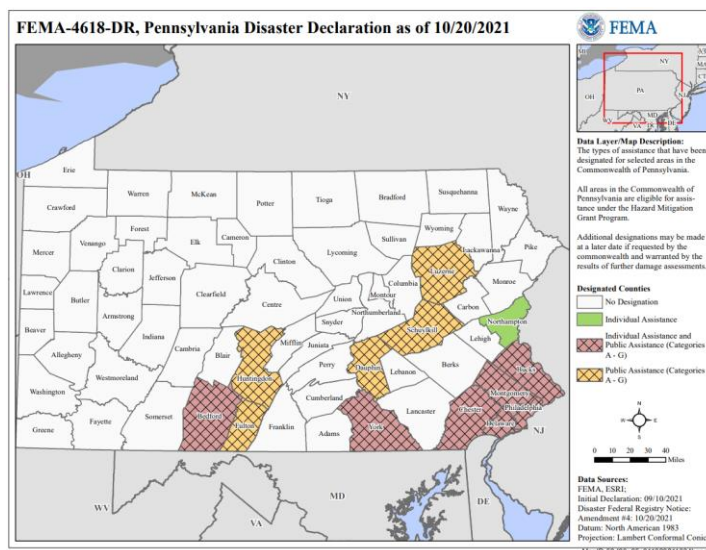 FEMA-4618-DR, Pennsylvania Disaster Declaration as of 10/20/2021
FEMA
NY
OH
Erie
Crawford
Warren
McKean
Potter
Tioga
Bradford
Susquehanna
Wayne
Wyoming
Lackawanna
Pike
Mercer
Venango
Forest
Elk
Cameron
Clinton
Lycoming
Sullivan
Luzerne
Monroe
Lawrence
Butler
Clarion
Jefferson
Clearfield
Centre
Union
Montour
Columbia
Northumberland
Carbon
Northampton
Beaver
Armstrong
Indiana
Cambria
Blair
Huntingdon
Mifflin
Snyder
Juniata
Schuylkill
Lehigh
Allegheny
Westmoreland
Perry
Dauphin
Lebanon
Berks
Bucks
Washington
Somerset
Bedford
Fulton
Franklin
Cumberland
Adams
York
Lancaster
Chester
Montgomery
Philadelphia
Delaware
Greene
Fayette
WV
VA
MD
DE
NJ
NY
MA
CT
OH
PA
NJ
MD
VA
DE
Data Layer/Map Description:
The types of assistance that have been
designated for selected areas in the
Commonwealth of Pennsylvania.
All areas in the Commonwealth of
Pennsylvania are eligible for assis-
tance under the Hazard Mitigation
Grant Program.
Additional designations may be made
at a later date if requested by the
commonwealth and warranted by the
results of further damage assessments.
Designated Counties
No Designation
Individual Assistance
Individual Assistance and
Public Assistance (Categories
A - G)
Public Assistance (Categories
A - G)
N
W
E
S
0 10 20 30 40
Miles
Data Sources:
FEMA, ESRI;
Initial Declaration: 09/10/2021
Disaster Federal Registry Notice:
Amendment #4: 10/20/2021
Datum: North American 1983
Projection: Lambert Conformal Conic